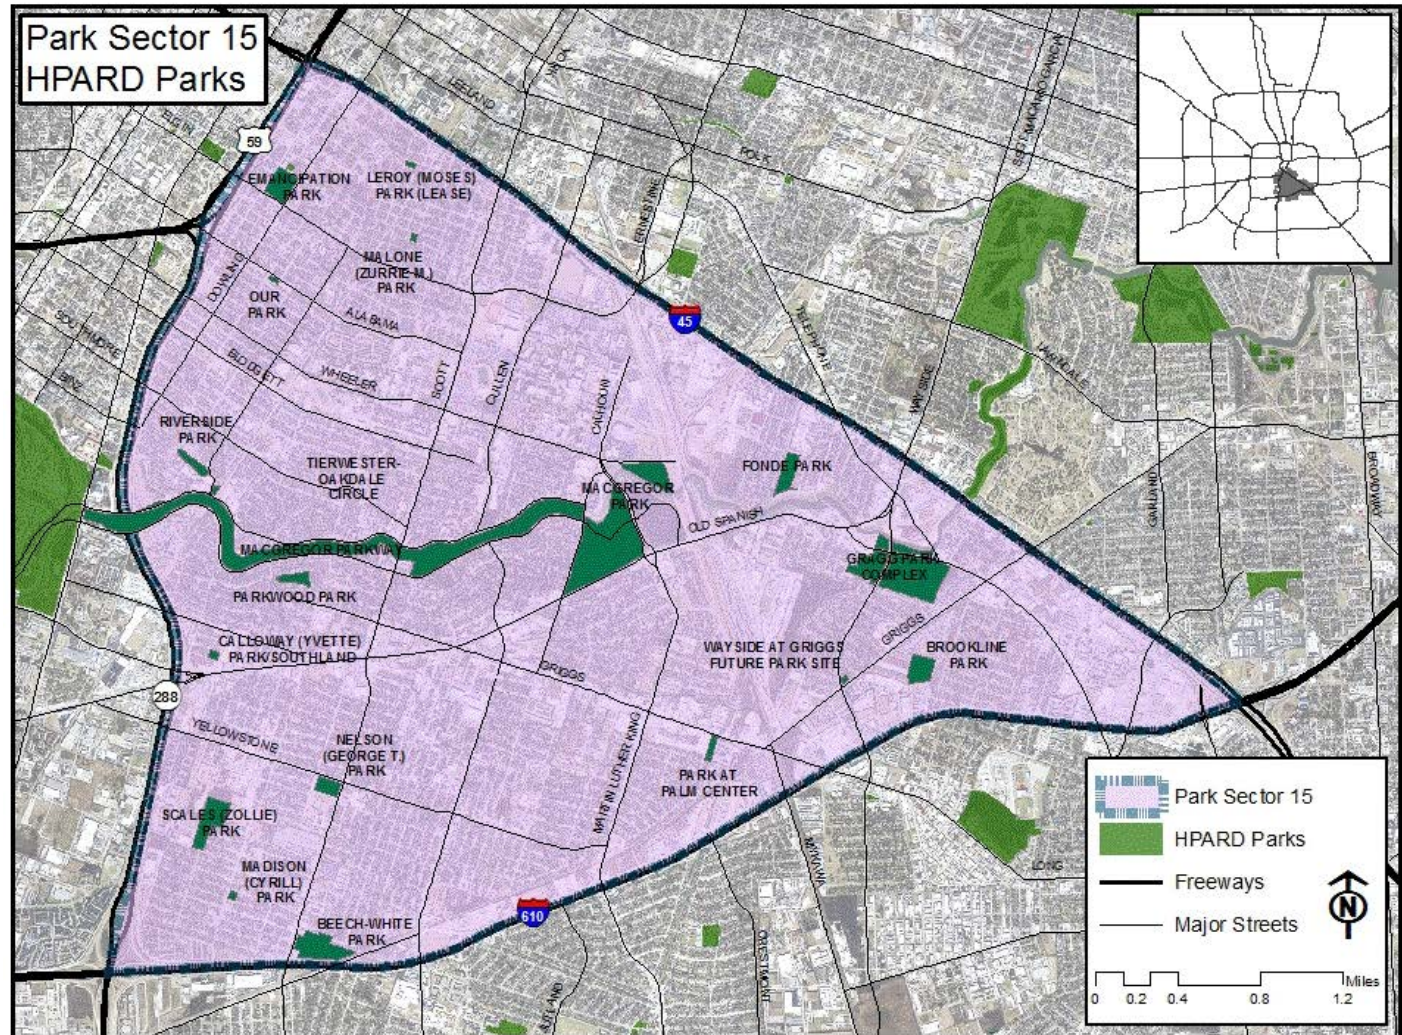 Park Sector 15
HPARD Parks
59
ELGIN
LEELAND
POLK
ERNESTINE
EMANCIPATION
PARK
LEROY (MOSES)
PARK (LEASE)
MALONE
(ZURRIE M.)
PARK
DOWLING
OUR
PARK
ALABAMA
45
TELEPHONE
SOUTHMORE
BINZ
BLODGETT
WHEELER
SCOTT
CULLEN
CALHOUN
WAYSIDE
LAWNDALE
GARLAND
BROADWAY
RIVERSIDE
PARK
TIERWESTER-
OAKDALE
CIRCLE
MACGREGOR
PARK
FONDE PARK
OLD SPANISH
MACGREGOR PARKWAY
GRAGG PARK
COMPLEX
PARKWOOD PARK
CALLOWAY (YVETTE)
PARK/SOUTHLAND
GRIGGS
WAYSIDE AT GRIGGS
FUTURE PARK SITE
GRIGGS
BROOKLINE
PARK
288
YELLOWSTONE
NELSON
(GEORGE T.)
PARK
MARTIN LUTHER KING
PARK AT
PALM CENTER
SCALES (ZOLLIE)
PARK
MADISON
(CYRILL)
PARK
BEECH-WHITE
PARK
610
MYKAWA
LONG
CRESTMONT
Park Sector 15
HPARD Parks
Freeways
Major Streets
N
Miles
0 0.2 0.4 0.8 1.2